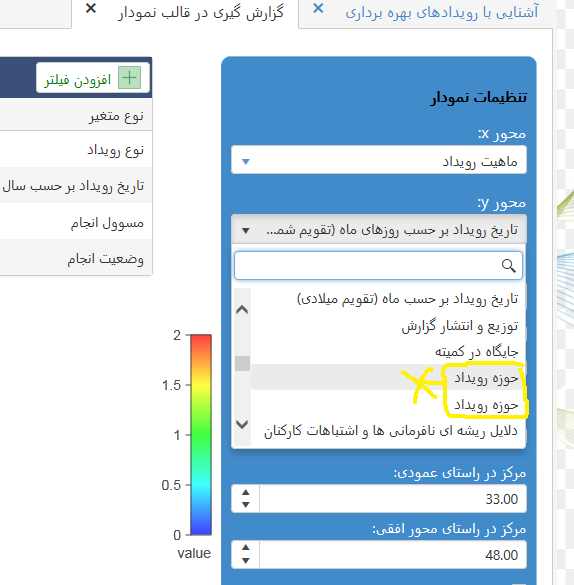 آشنایی با رویدادهای بهره برداری ×
گزارش گیری در قالب نمودار ×
تنظیمات نمودار
محور x:
ماهیت رویداد
محور y:
تاریخ رویداد بر حسب روزهای ماه (تقویم شم...
تاریخ رویداد بر حسب ماه (تقویم میلادی)
توزیع و انتشار گزارش
جایگاه در کمیته
حوزه رویداد
حوزه رویداد
دلایل ریشه ای نافرمانی ها و اشتباهات کارکنان
مرکز در راستای عمودی:
33.00
مرکز در راستای محور افقی:
48.00
افزودن فیلتر
نوع متغیر
نوع رویداد
تاریخ رویداد بر حسب سال
مسوول انجام
وضعیت انجام
2
1.5
1
0.5
0
value